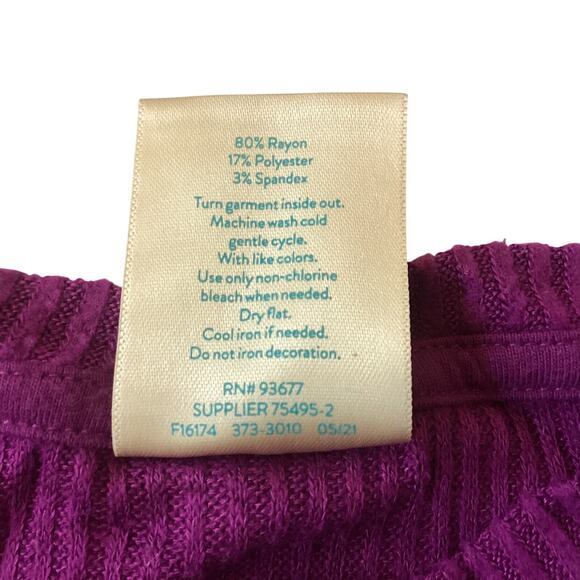 80% Rayon
17% Polyester
3% Spandex
Turn garment inside out.
Machine wash cold
gentle cycle.
With like colors.
Use only non-chlorine
bleach when needed.
Dry flat.
Cool iron if needed.
Do not iron decoration.
RN# 93677
SUPPLIER 75495-2
F16174 373-3010 05/21